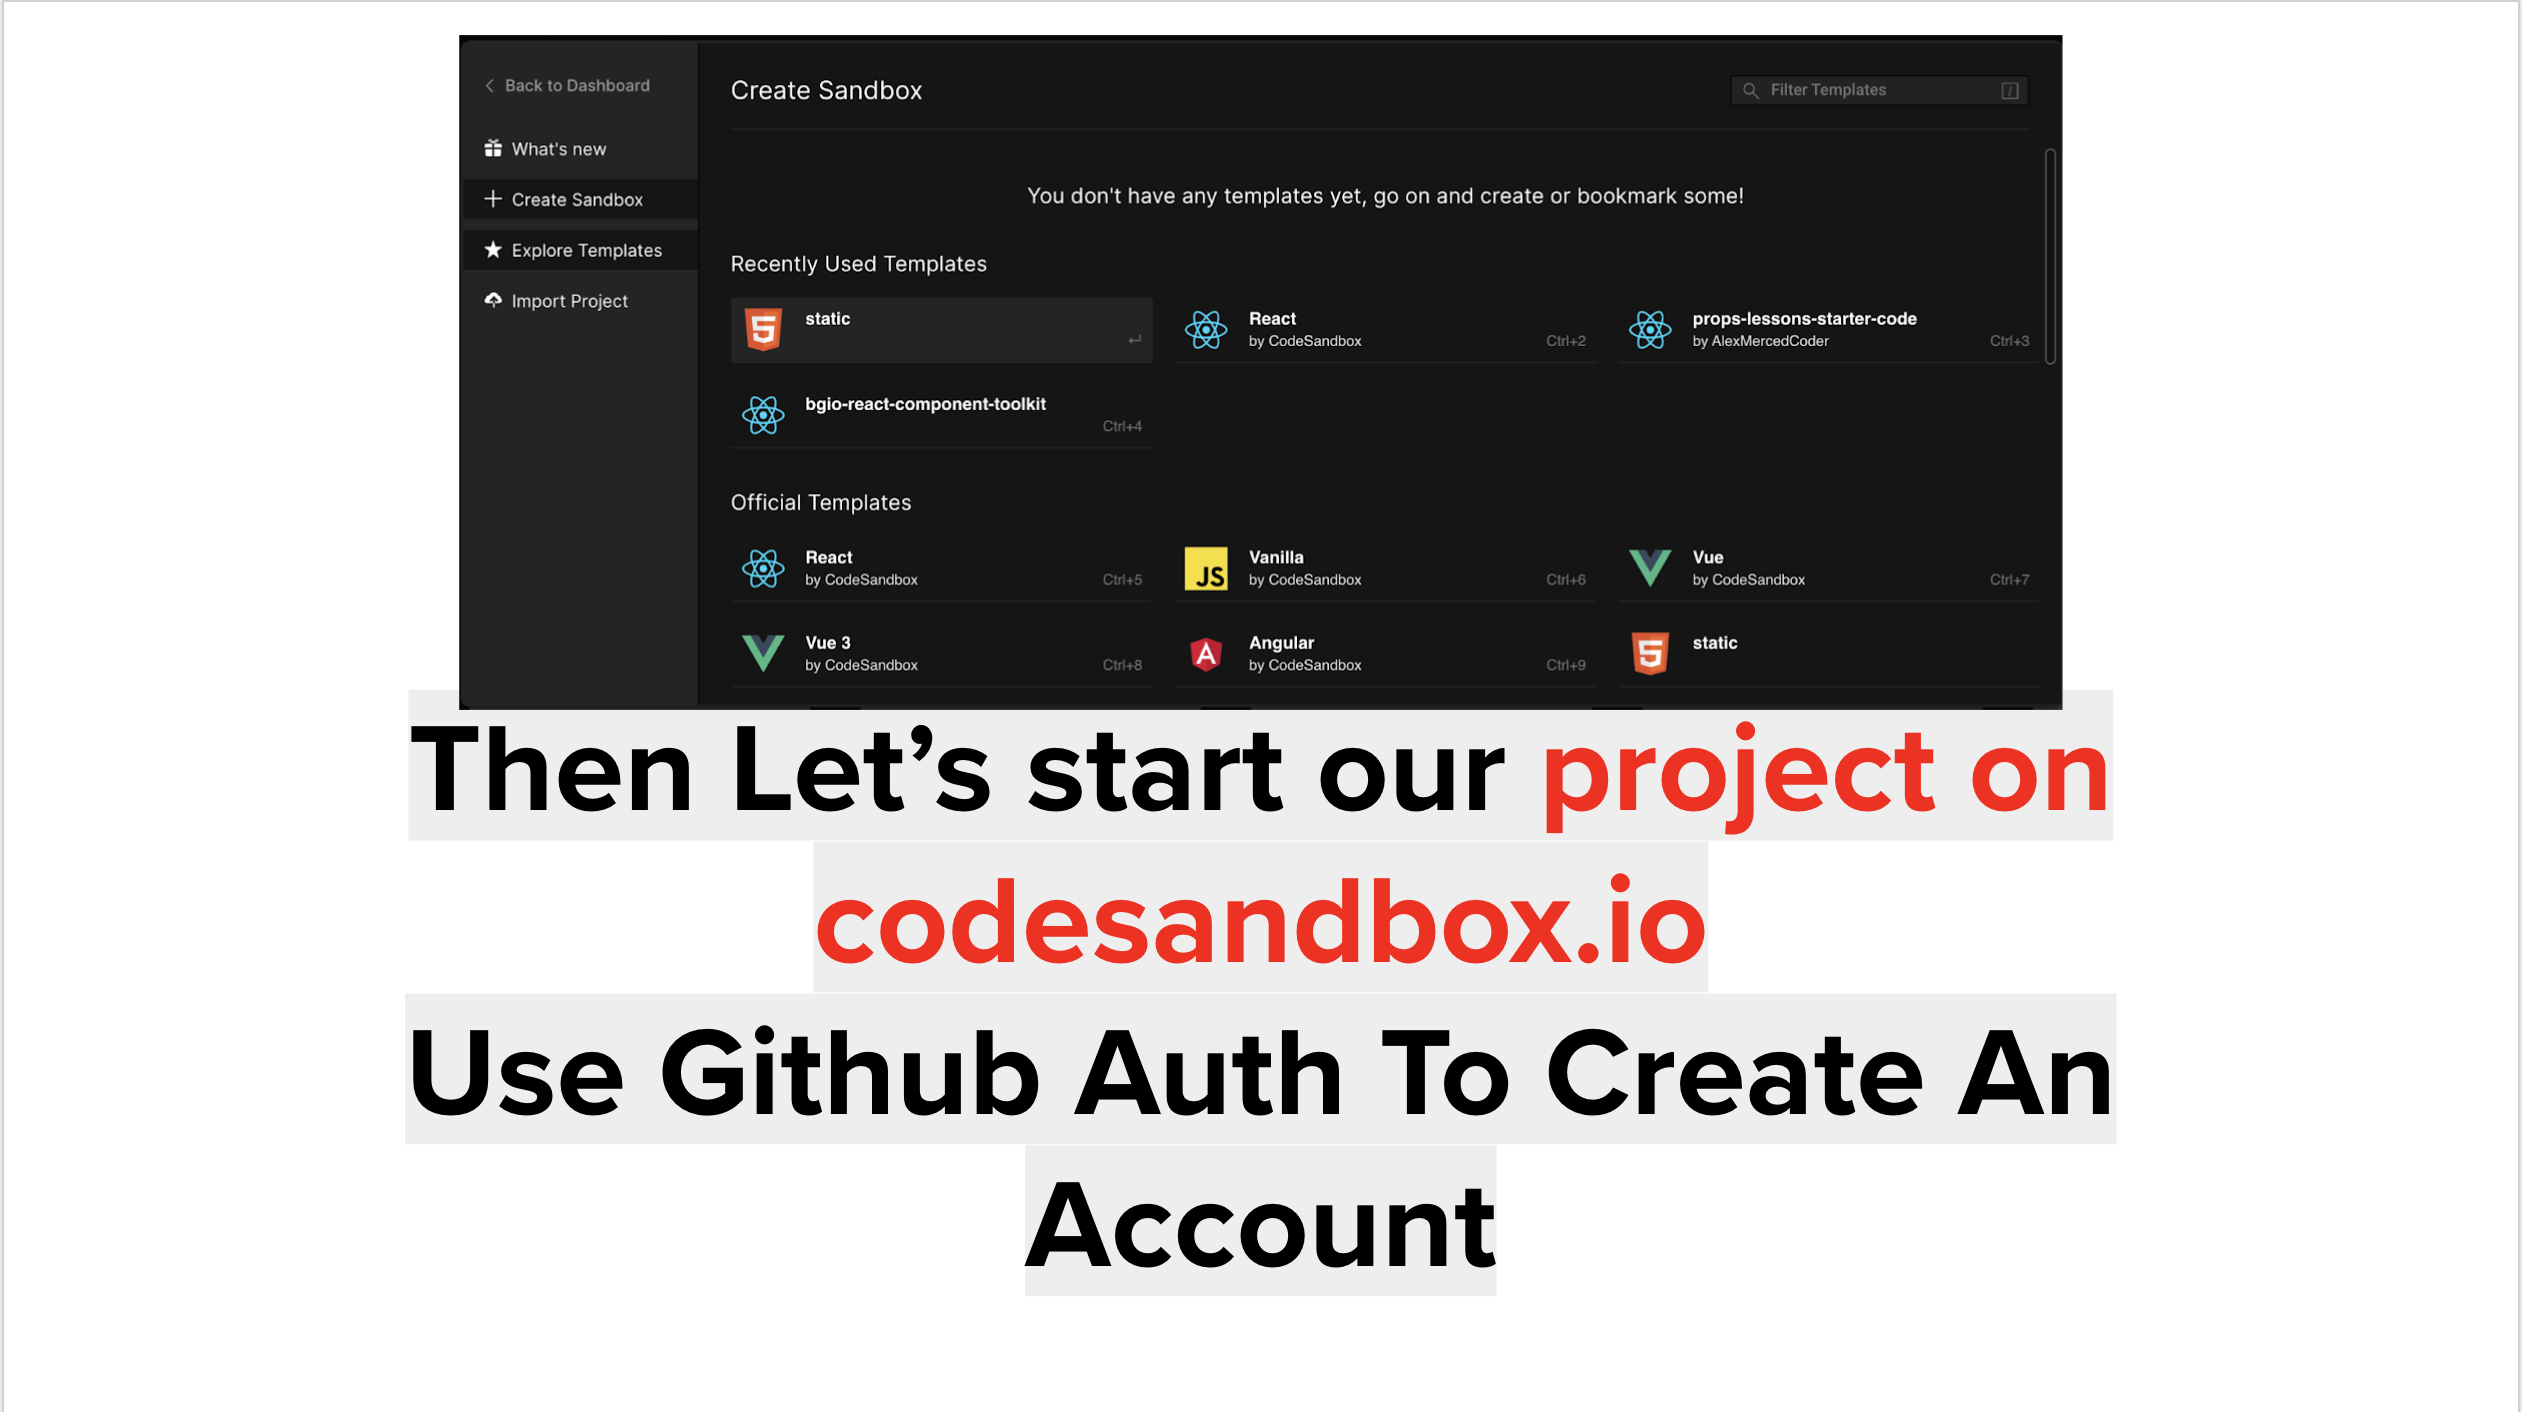 Back to Dashboard
What's new
Create Sandbox
Explore Templates
Import Project
Create Sandbox
Filter Templates
/
You don't have any templates yet, go on and create or bookmark some!
Recently Used Templates
static
React
by CodeSandbox
Ctrl+2
props-lessons-starter-code
by AlexMercedCoder
Ctrl+3
bgio-react-component-toolkit
Ctrl+4
Official Templates
React
by CodeSandbox
Ctrl+5
JS
Vanilla
by CodeSandbox
Ctrl+6
Vue
by CodeSandbox
Ctrl+7
Vue 3
by CodeSandbox
Ctrl+8
A
Angular
by CodeSandbox
Ctrl+9
5
static
Then Let’s start our project on
codesandbox.io
Use Github Auth To Create An
Account